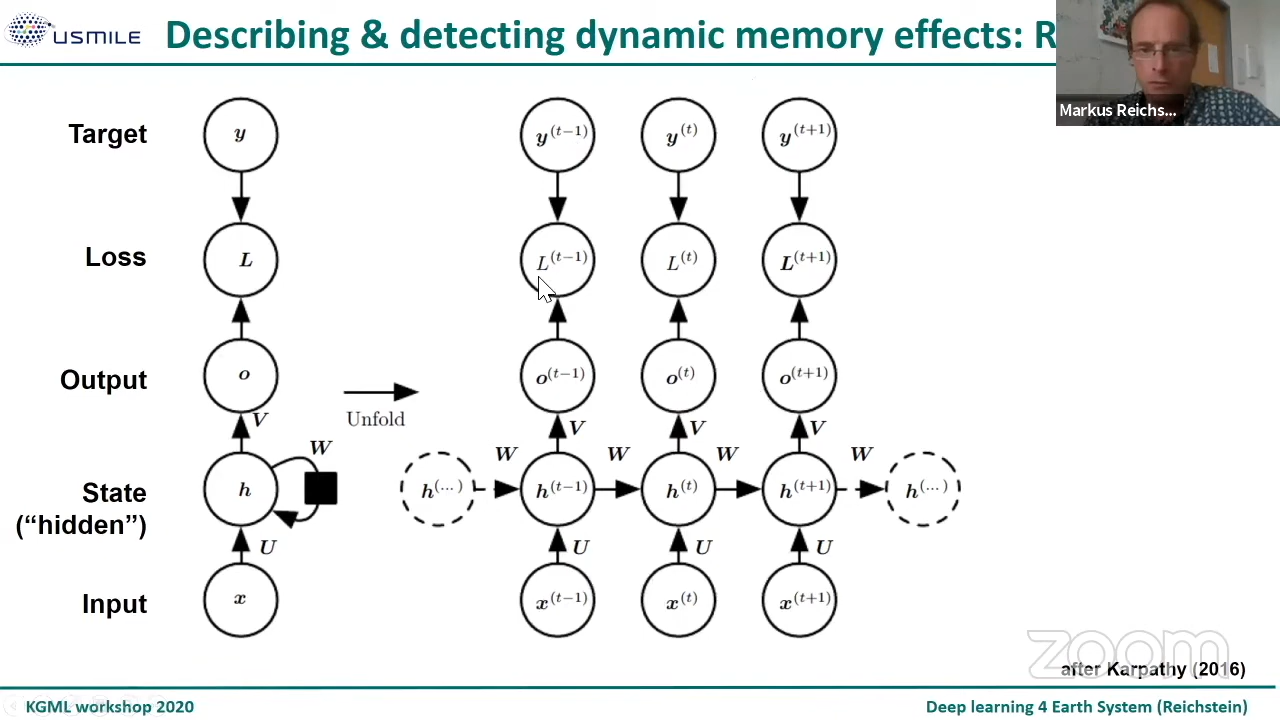 USMILE
Describing & detecting dynamic memory effects: R
Markus Reichs...
Target
y
y(t−1)
y(t)
y(t+1)
Loss
L
L(t−1)
L(t)
L(t+1)
Output
o
o(t−1)
o(t)
o(t+1)
Unfold
V
V
V
V
W
W
W
W
W
State
("hidden")
h
h(...)
h(t−1)
h(t)
h(t+1)
h(...)
U
U
U
U
Input
x
x(t−1)
x(t)
x(t+1)
zoom
after Karpathy (2016)
KGML workshop 2020
Deep learning 4 Earth System (Reichstein)